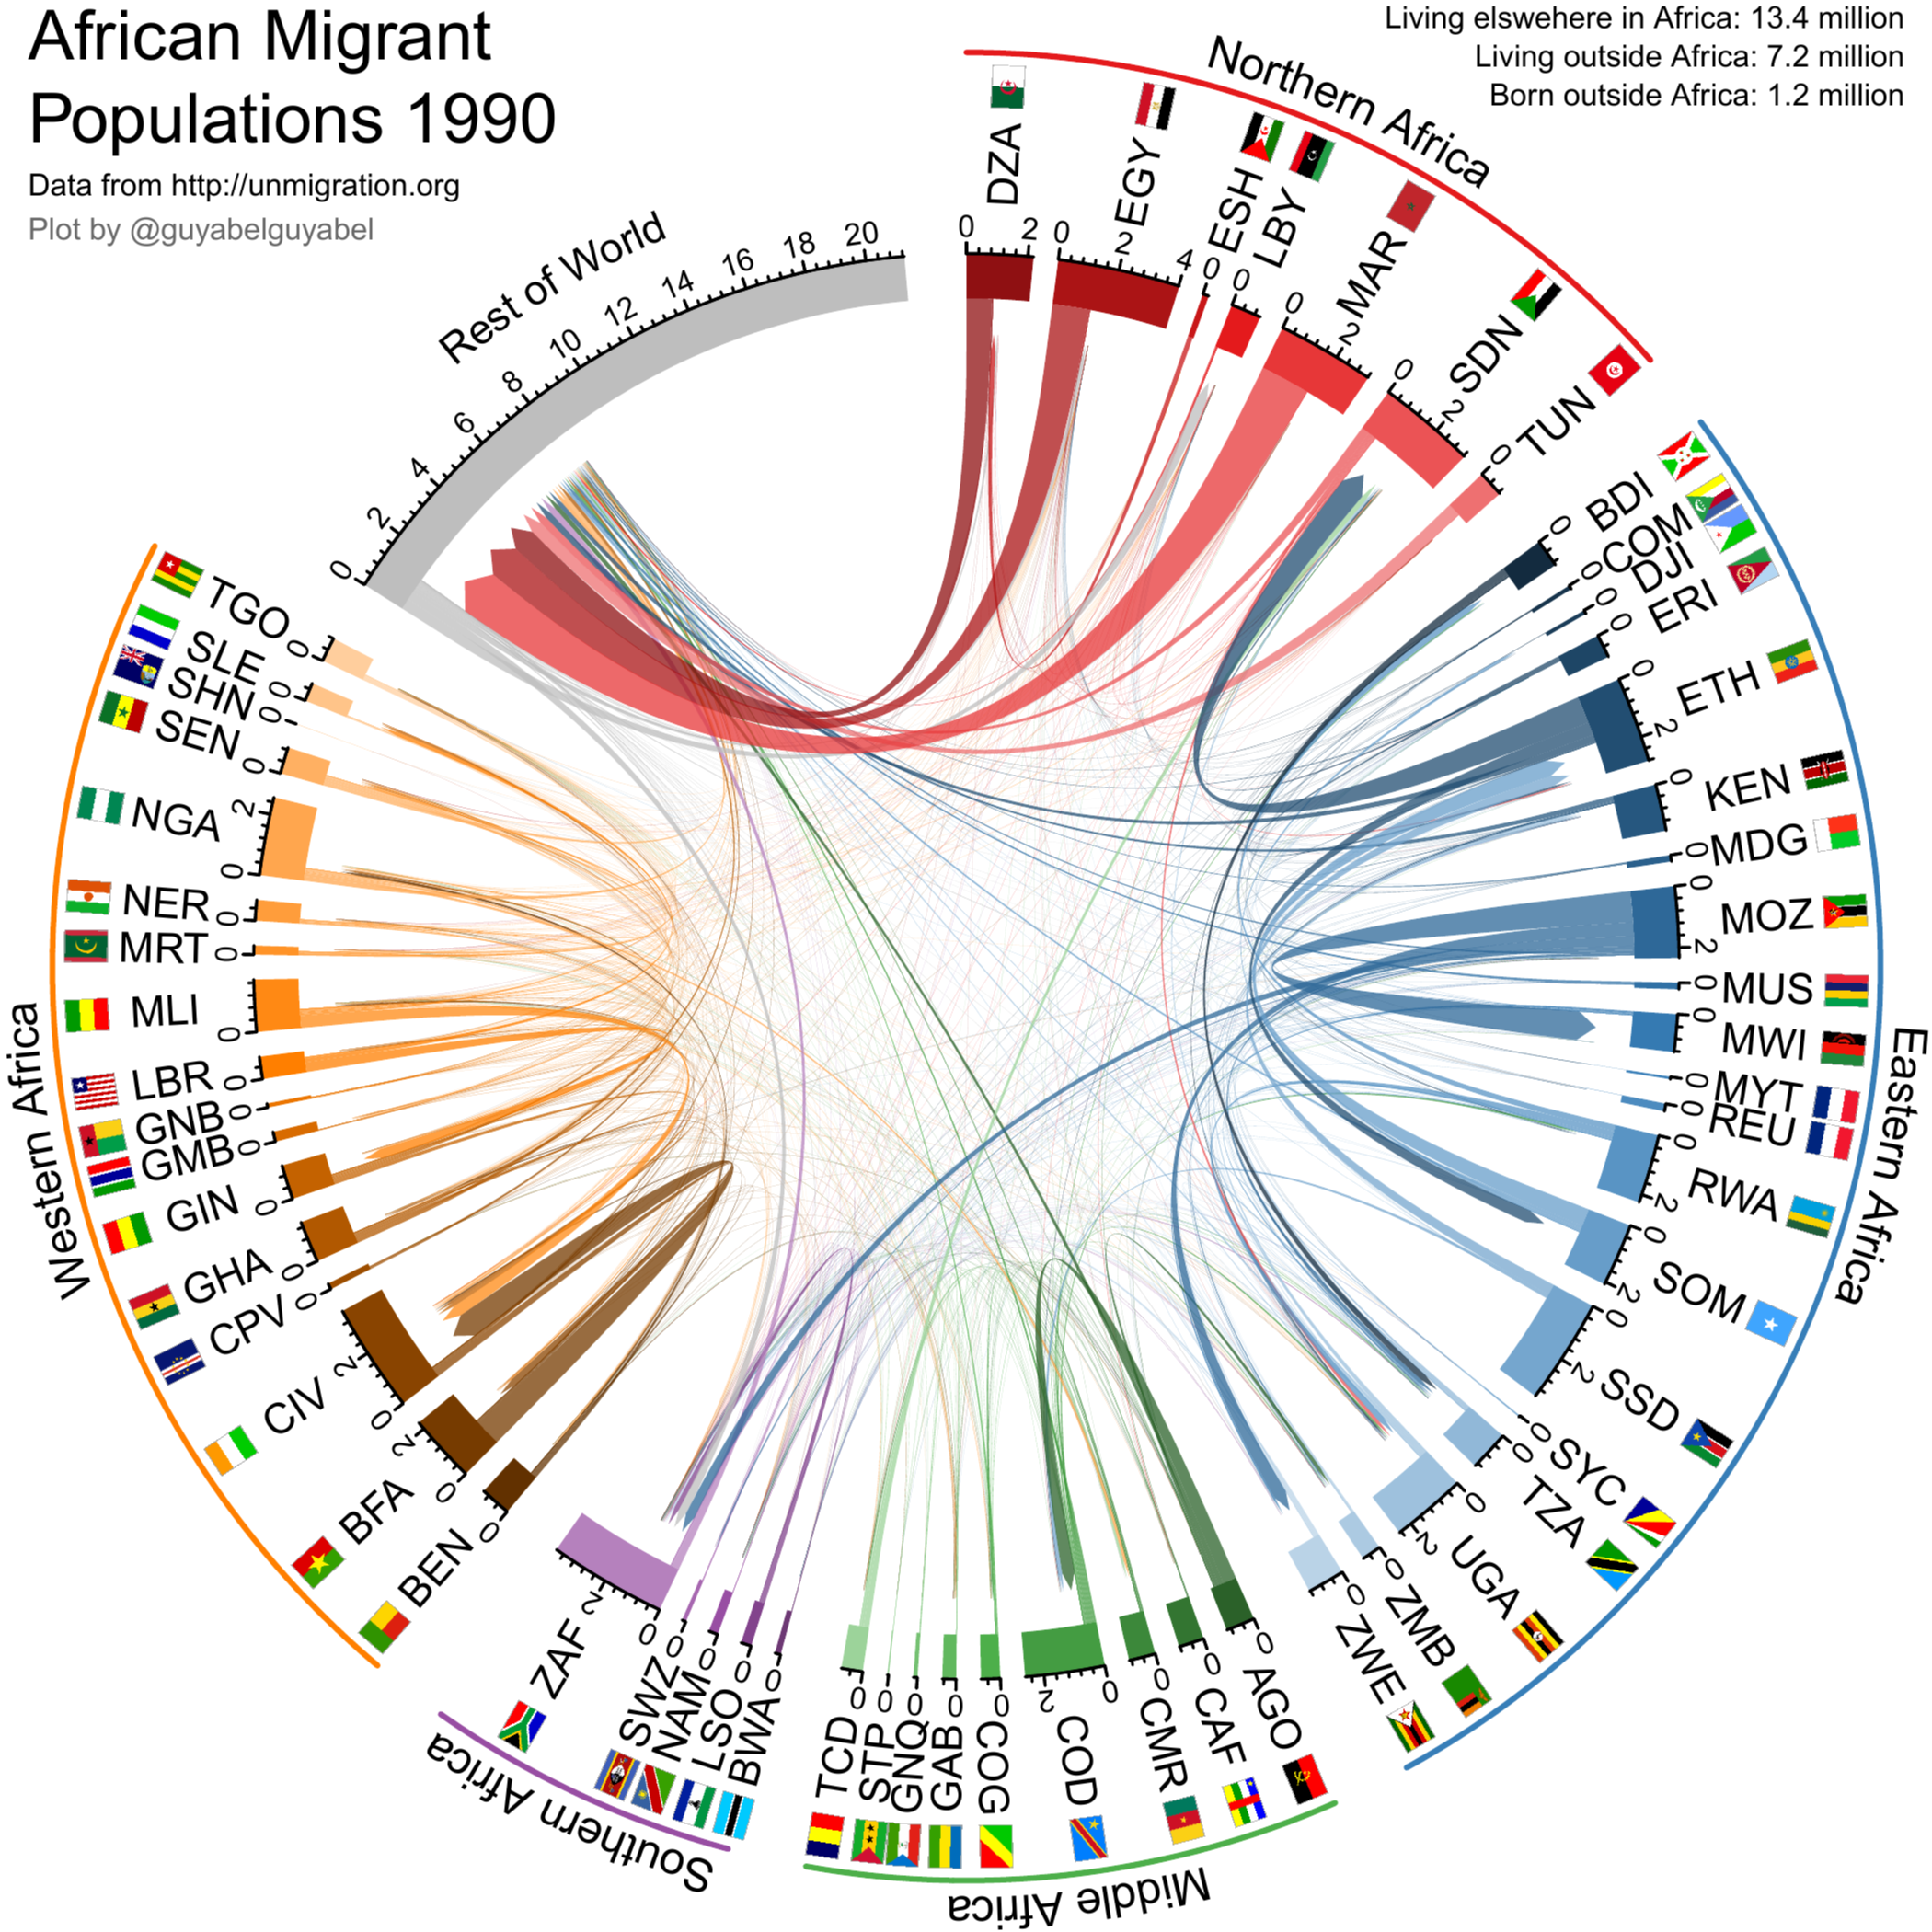 African Migrant
Populations 1990
Data from http://unmigration.org
Plot by @guyabelguyabel
Living elswehere in Africa: 13.4 million
Living outside Africa: 7.2 million
Born outside Africa: 1.2 million
Rest of World
0 2 4 6 8 10 12 14 16 18 20
Northern Africa
DZA
0 2
EGY
0 2 4
ESH
0
LBY
0
MAR
0 2
SDN
0 2
TUN
0
Eastern Africa
BDI
0
COM
0
DJI
0
ERI
0
ETH
0 2
KEN
0
MDG
0
MOZ
0 2
MUS
0
MWI
0
MYT
0
REU
0
RWA
0 2
SOM
0 2
SSD
0 2
SYC
0
TZA
0
UGA
0 2
ZMB
0
ZWE
0
Middle Africa
AGO
0
CAF
0
CMR
0
COD
0 2
COG
0
GAB
0
GNQ
0
STP
0
TCD
0
Southern Africa
BWA
0
LSO
0
NAM
0
SWZ
0
ZAF
0 2
Western Africa
BEN
0
BFA
0 2
CIV
0 2
CPV
0
GHA
0
GIN
0
GMB
0
GNB
0
LBR
0
MLI
0
MRT
0
NER
0
NGA
0 2
SEN
0
SHN
0
SLE
0
TGO
0